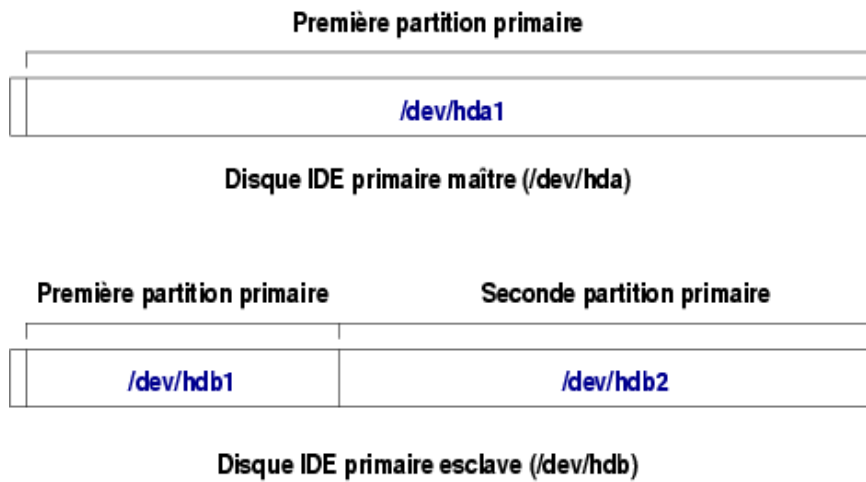 Première partition primaire
/dev/hda1
Disque IDE primaire maître (/dev/hda)
Première partition primaire
Seconde partition primaire
/dev/hdb1
/dev/hdb2
Disque IDE primaire esclave (/dev/hdb)